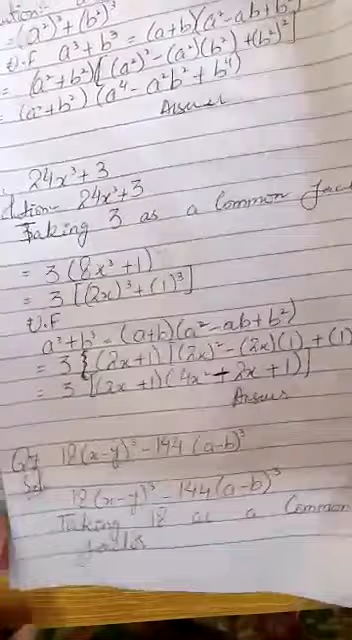 = (a²)³ + (b²)³
U.F a³ + b³ = (a+b)(a² - ab + b²)
= (a² + b²) [(a²)² - (a²)(b²) + (b²)²]
= (a² + b²) (a⁴ - a²b² + b⁴)
Answer
24x³ + 3
24x³ + 3
Taking 3 as a Common
= 3 (8x³ + 1)
= 3 [(2x)³ + (1)³]
U.F
a³ + b³ = (a+b)(a² - ab + b²)
= 3 { (2x+1) [(2x)² - (2x)(1) + (1)
= 3 [(2x+1)(4x² + 2x + 1)]
Answer
18(x-y)³ - 144 (a-b)³
Sol:
18(x-y)³ - 144(a-b)³
Taking 18 as a Common